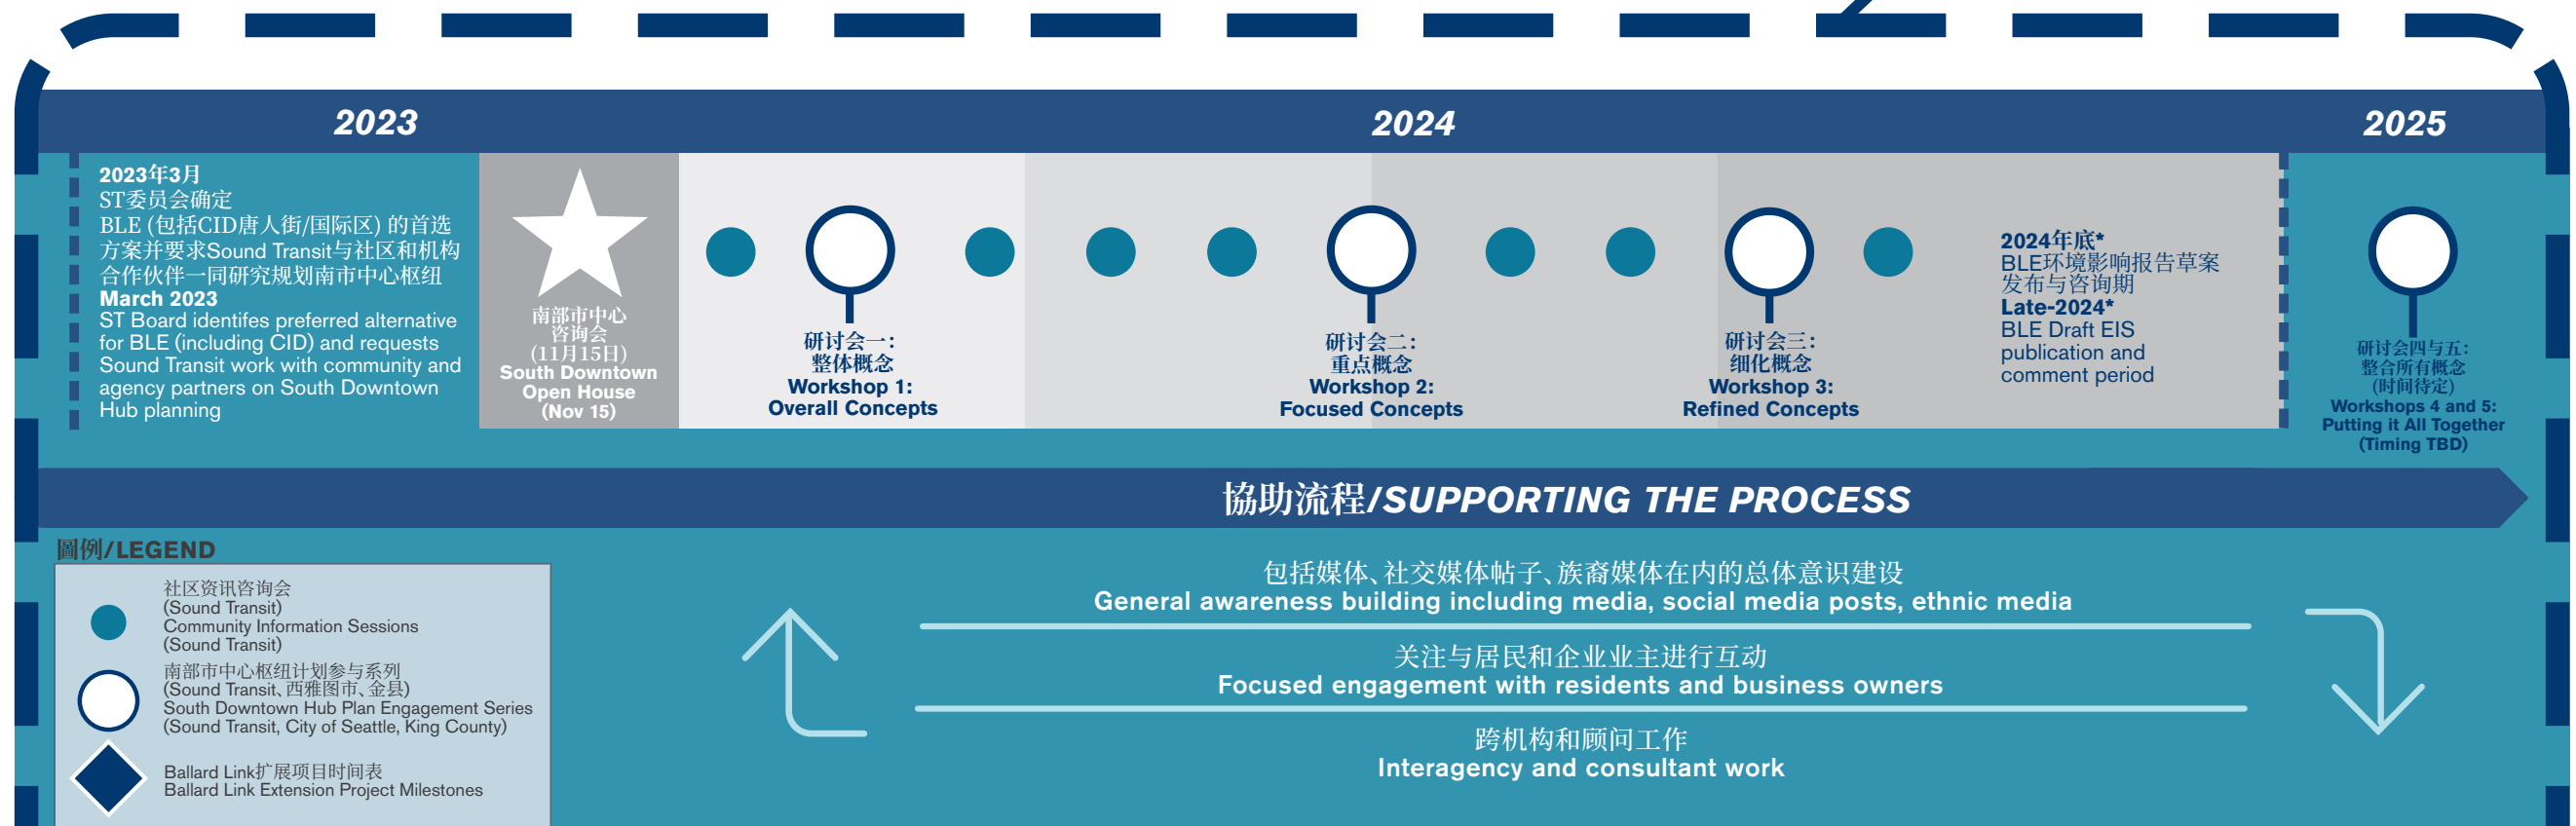 2023
2024
2025
2023年3月
ST委员会确定
BLE (包括CID唐人街/国际区) 的首选
方案并要求Sound Transit与社区和机构
合作伙伴一同研究规划南市中心枢纽
March 2023
ST Board identifes preferred alternative
for BLE (including CID) and requests
Sound Transit work with community and
agency partners on South Downtown
Hub planning
南部市中心
咨询会
(11月15日)
South Downtown
Open House
(Nov 15)
研讨会一：
整体概念
Workshop 1:
Overall Concepts
研讨会二：
重点概念
Workshop 2:
Focused Concepts
研讨会三：
细化概念
Workshop 3:
Refined Concepts
2024年底*
BLE环境影响报告草案
发布与咨询期
Late-2024*
BLE Draft EIS
publication and
comment period
研讨会四与五：
整合所有概念
(时间待定)
Workshops 4 and 5:
Putting it All Together
(Timing TBD)
協助流程/SUPPORTING THE PROCESS
圖例/LEGEND
社区资讯咨询会
(Sound Transit)
Community Information Sessions
(Sound Transit)
南部市中心枢纽计划参与系列
(Sound Transit、西雅图市、金县)
South Downtown Hub Plan Engagement Series
(Sound Transit, City of Seattle, King County)
Ballard Link扩展项目时间表
Ballard Link Extension Project Milestones
包括媒体、社交媒体帖子、族裔媒体在内的总体意识建设
General awareness building including media, social media posts, ethnic media
关注与居民和企业业主进行互动
Focused engagement with residents and business owners
跨机构和顾问工作
Interagency and consultant work